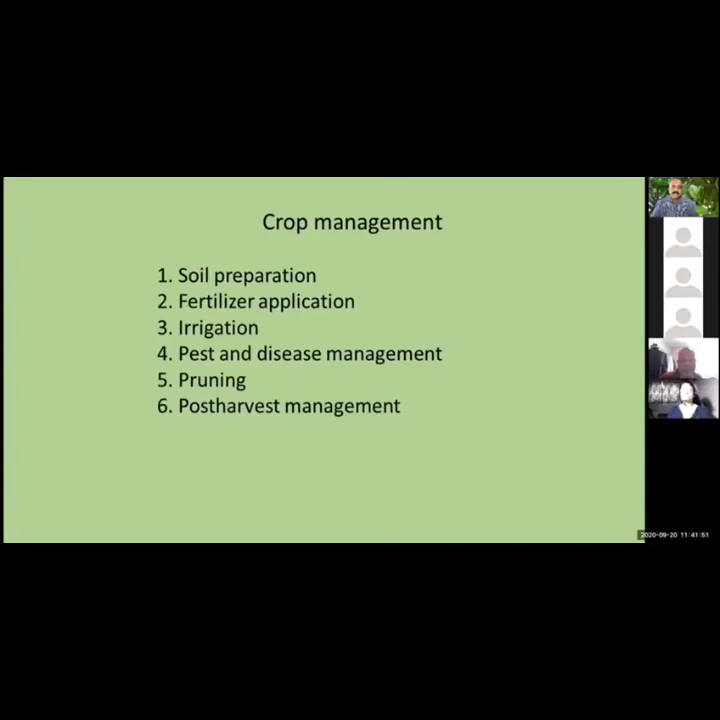 Crop management
1. Soil preparation
2. Fertilizer application
3. Irrigation
4. Pest and disease management
5. Pruning
6. Postharvest management
2020-09-20 11:41:51